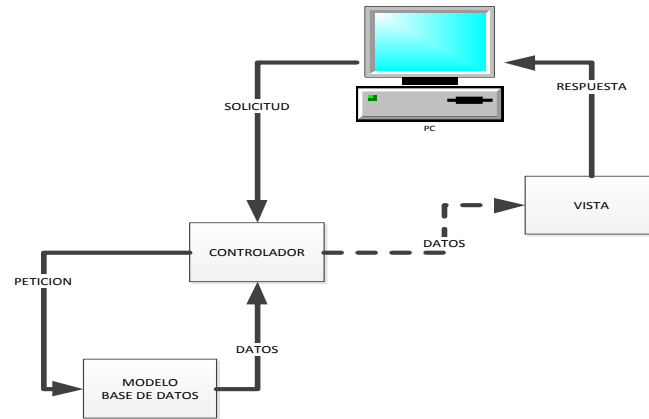 SOLICITUD
PC
RESPUESTA
VISTA
CONTROLADOR
DATOS
PETICION
DATOS
MODELO
BASE DE DATOS